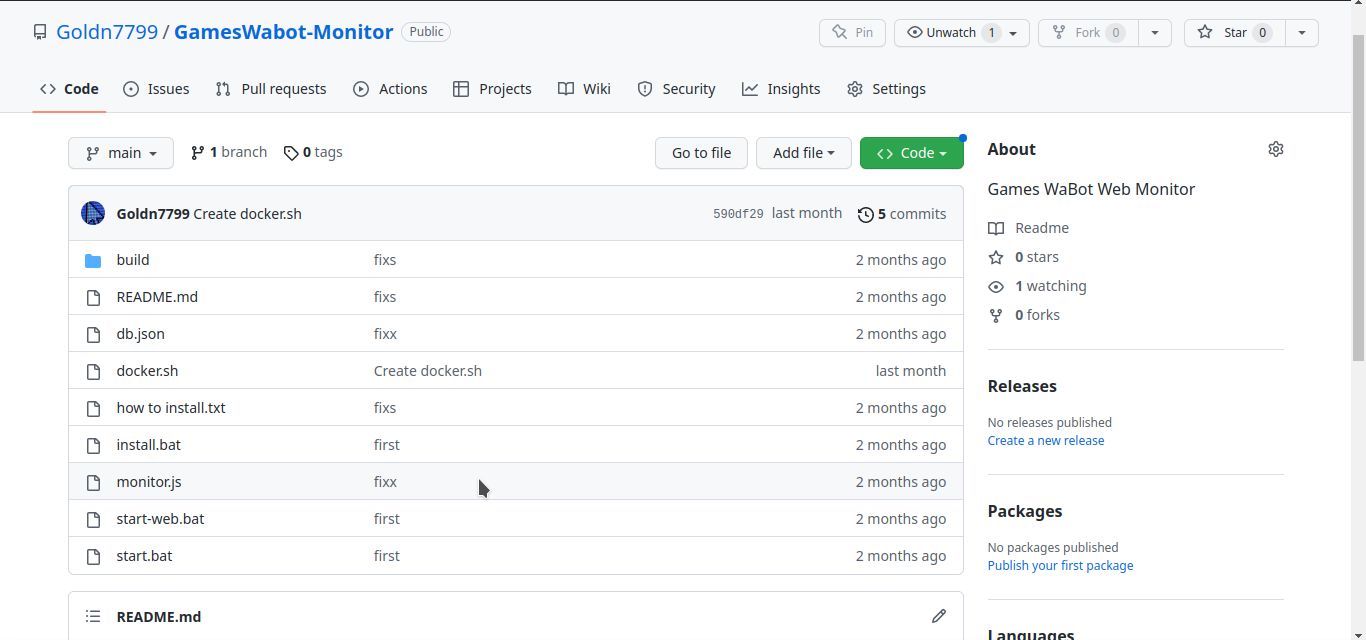 Goldn7799 / GamesWabot-Monitor Public Pin Unwatch 1 Fork 0 Star 0
Code Issues Pull requests Actions Projects Wiki Security Insights Settings
main 1 branch 0 tags Go to file Add file Code
Goldn7799 Create docker.sh 590df29 last month 5 commits
build fixs 2 months ago
README.md fixs 2 months ago
db.json fixx 2 months ago
docker.sh Create docker.sh last month
how to install.txt fixs 2 months ago
install.bat first 2 months ago
monitor.js fixx 2 months ago
start-web.bat first 2 months ago
start.bat first 2 months ago
README.md
About
Games WaBot Web Monitor
Readme
0 stars
1 watching
0 forks
Releases
No releases published
Create a new release
Packages
No packages published
Publish your first package
Languages